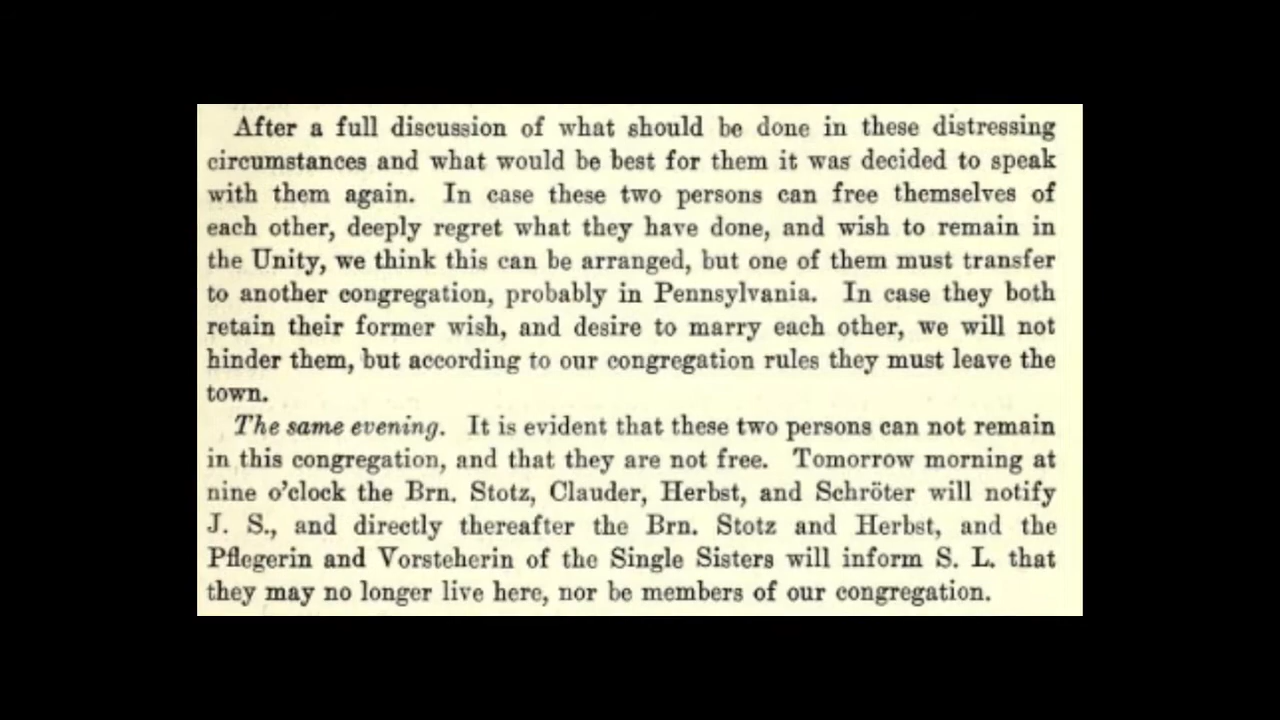 After a full discussion of what should be done in these distressing
circumstances and what would be best for them it was decided to speak
with them again. In case these two persons can free themselves of
each other, deeply regret what they have done, and wish to remain in
the Unity, we think this can be arranged, but one of them must transfer
to another congregation, probably in Pennsylvania. In case they both
retain their former wish, and desire to marry each other, we will not
hinder them, but according to our congregation rules they must leave the
town.
The same evening. It is evident that these two persons can not remain
in this congregation, and that they are not free. Tomorrow morning at
nine o'clock the Brn. Stotz, Clauder, Herbst, and Schröter will notify
J. S., and directly thereafter the Brn. Stotz and Herbst, and the
Pflegerin and Vorsteherin of the Single Sisters will inform S. L. that
they may no longer live here, nor be members of our congregation.